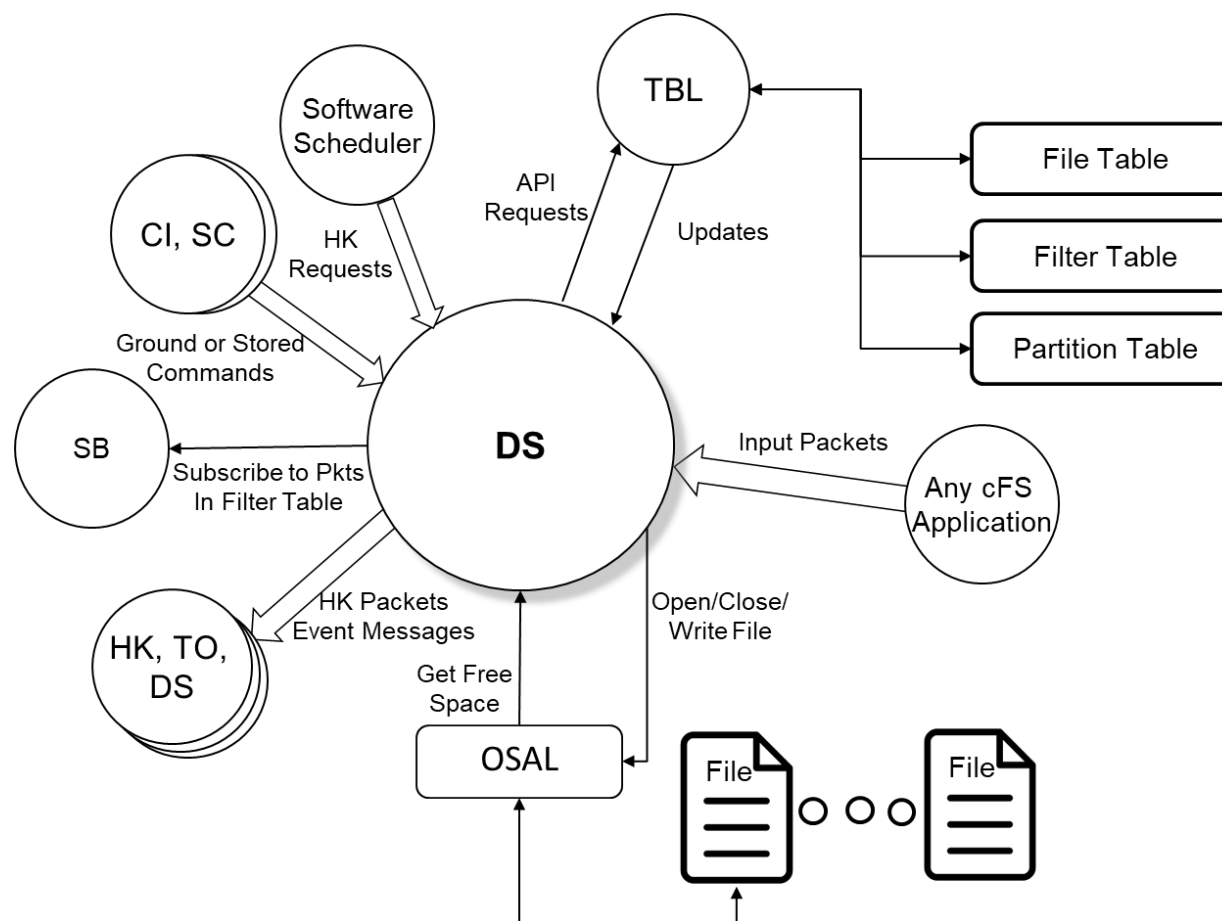 Software
Scheduler
TBL
File Table
API
Requests
CI, SC
HK
Requests
Updates
Filter Table
Ground or Stored
Commands
Partition Table
DS
SB
Subscribe to Pkts
In Filter Table
Input Packets
Any cFS
Application
HK Packets
Event Messages
Open/Close/
Write File
HK, TO,
DS
Get Free
Space
OSAL
File
File